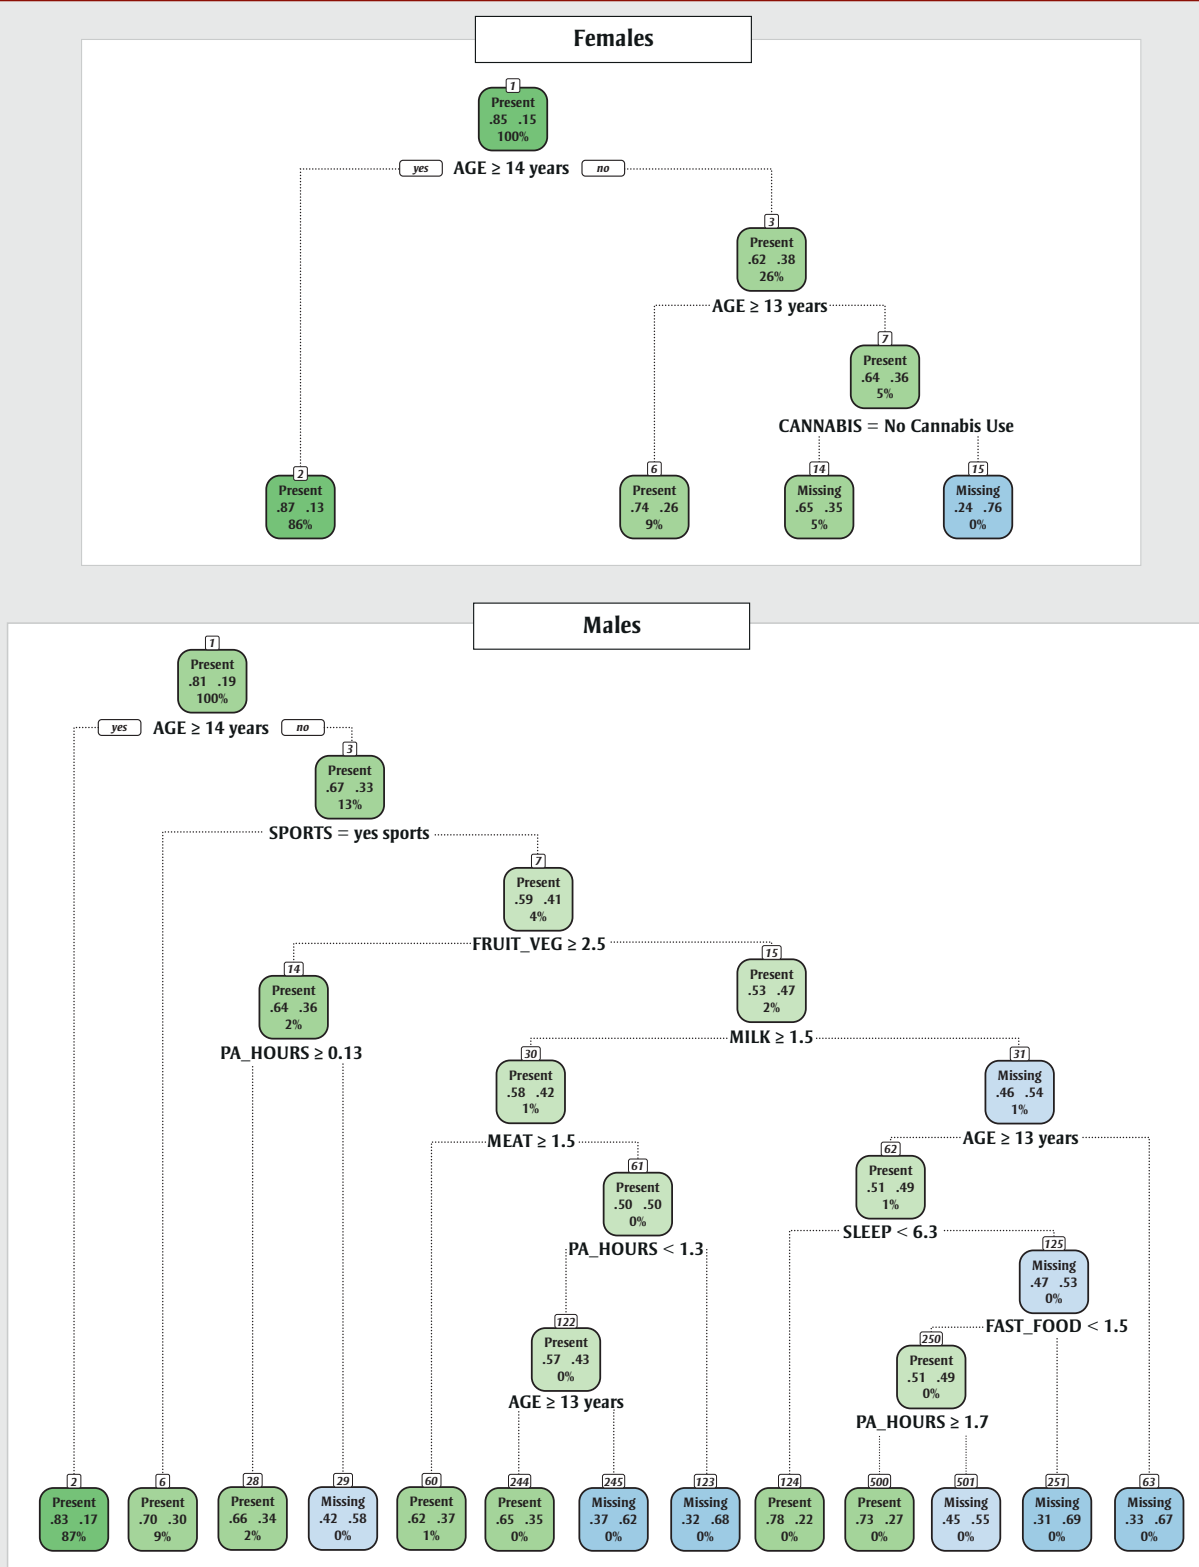 Females
1
Present
.85 .15
100%
yes AGE ≥ 14 years no
3
Present
.62 .38
26%
AGE ≥ 13 years
7
Present
.64 .36
5%
CANNABIS = No Cannabis Use
2
Present
.87 .13
86%
6
Present
.74 .26
9%
14
Missing
.65 .35
5%
15
Missing
.24 .76
0%
Males
1
Present
.81 .19
100%
yes AGE ≥ 14 years no
3
Present
.67 .33
13%
SPORTS = yes sports
7
Present
.59 .41
4%
FRUIT_VEG ≥ 2.5
14
Present
.64 .36
2%
PA_HOURS ≥ 0.13
15
Present
.53 .47
2%
MILK ≥ 1.5
30
Present
.58 .42
1%
MEAT ≥ 1.5
31
Missing
.46 .54
1%
AGE ≥ 13 years
61
Present
.50 .50
0%
PA_HOURS < 1.3
62
Present
.51 .49
1%
SLEEP < 6.3
125
Missing
.47 .53
0%
FAST_FOOD < 1.5
122
Present
.57 .43
0%
AGE ≥ 13 years
250
Present
.51 .49
0%
PA_HOURS ≥ 1.7
2
Present
.83 .17
87%
6
Present
.70 .30
9%
28
Present
.66 .34
2%
29
Missing
.42 .58
0%
60
Present
.62 .37
1%
244
Present
.65 .35
0%
245
Missing
.37 .62
0%
123
Missing
.32 .68
0%
124
Present
.78 .22
0%
500
Present
.73 .27
0%
501
Missing
.45 .55
0%
251
Missing
.31 .69
0%
63
Missing
.33 .67
0%